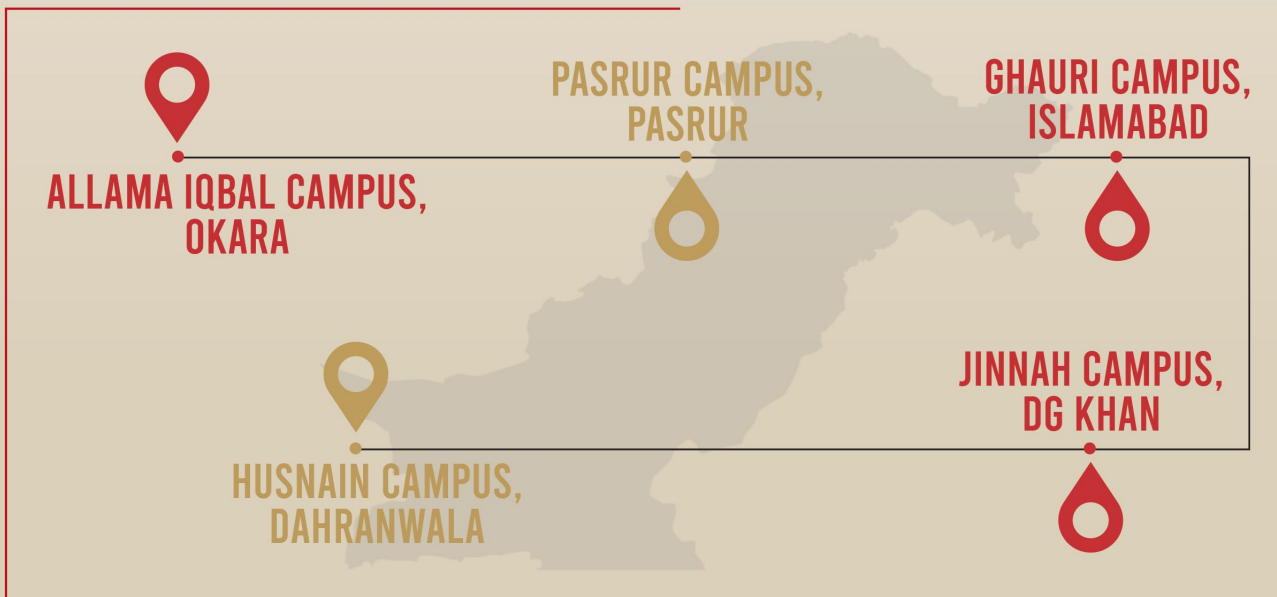 ALLAMA IQBAL CAMPUS,
OKARA
PASRUR CAMPUS,
PASRUR
GHAURI CAMPUS,
ISLAMABAD
JINNAH CAMPUS,
DG KHAN
HUSNAIN CAMPUS,
DAHRANWALA